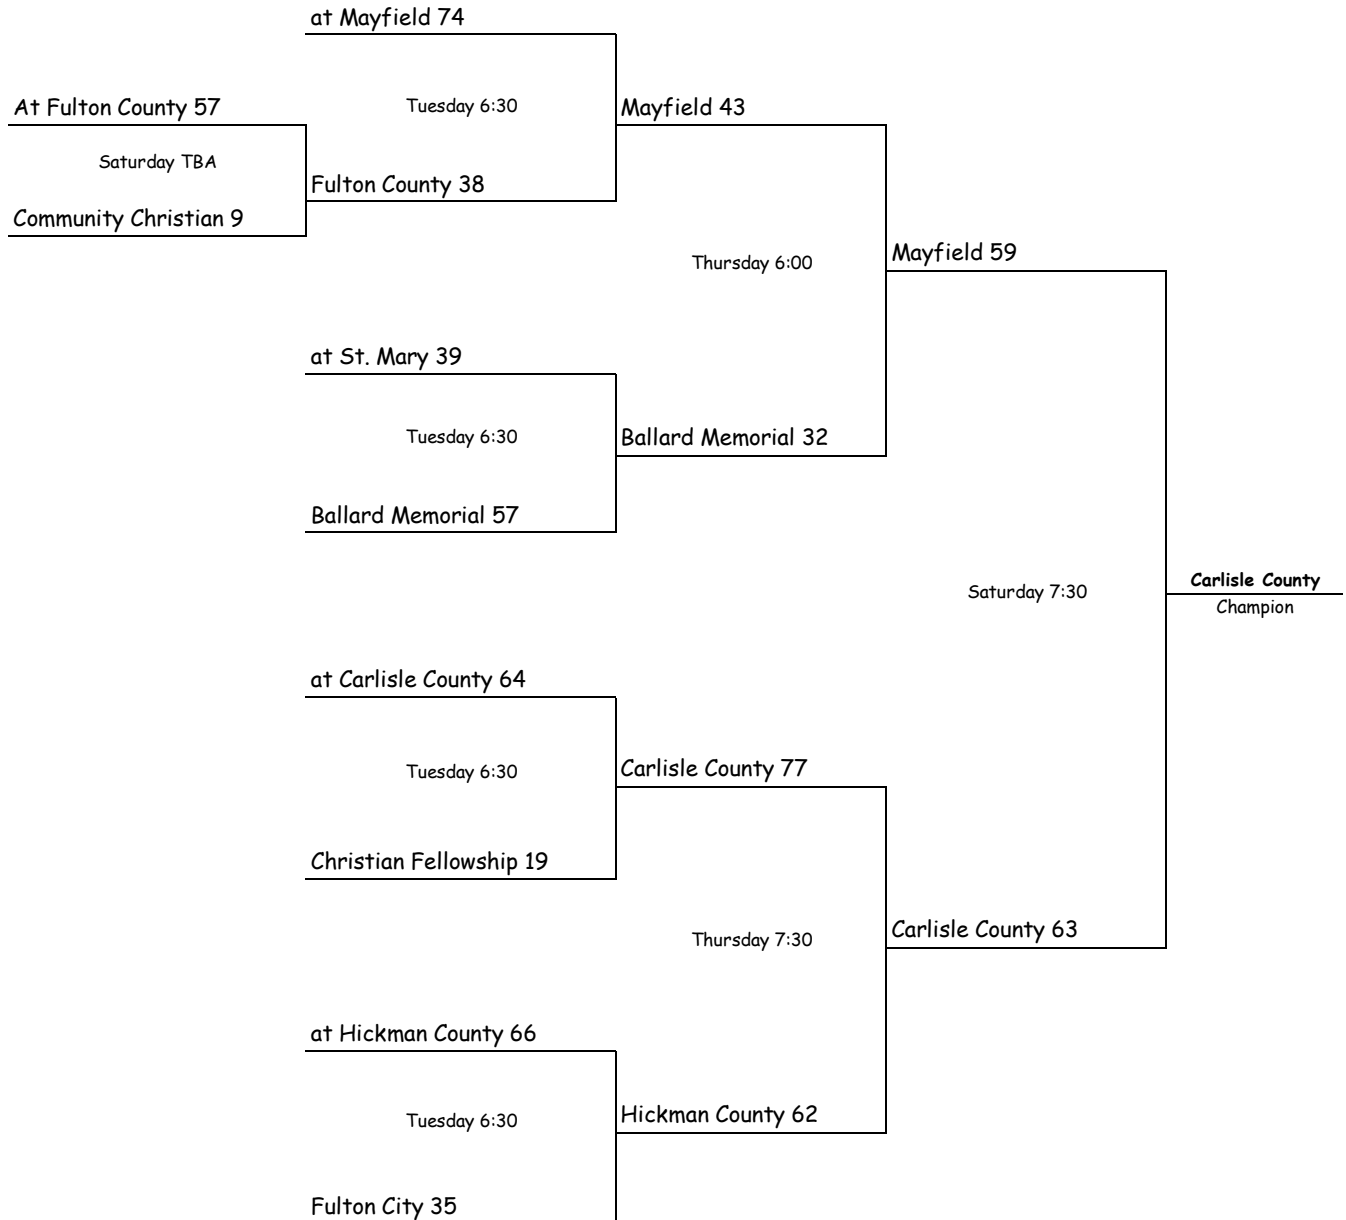 at Mayfield 74
At Fulton County 57
Tuesday 6:30
Mayfield 43
Saturday TBA
Fulton County 38
Community Christian 9
Thursday 6:00
Mayfield 59
at St. Mary 39
Tuesday 6:30
Ballard Memorial 32
Ballard Memorial 57
Saturday 7:30
Carlisle County
Champion
at Carlisle County 64
Tuesday 6:30
Carlisle County 77
Christian Fellowship 19
Thursday 7:30
Carlisle County 63
at Hickman County 66
Tuesday 6:30
Hickman County 62
Fulton City 35